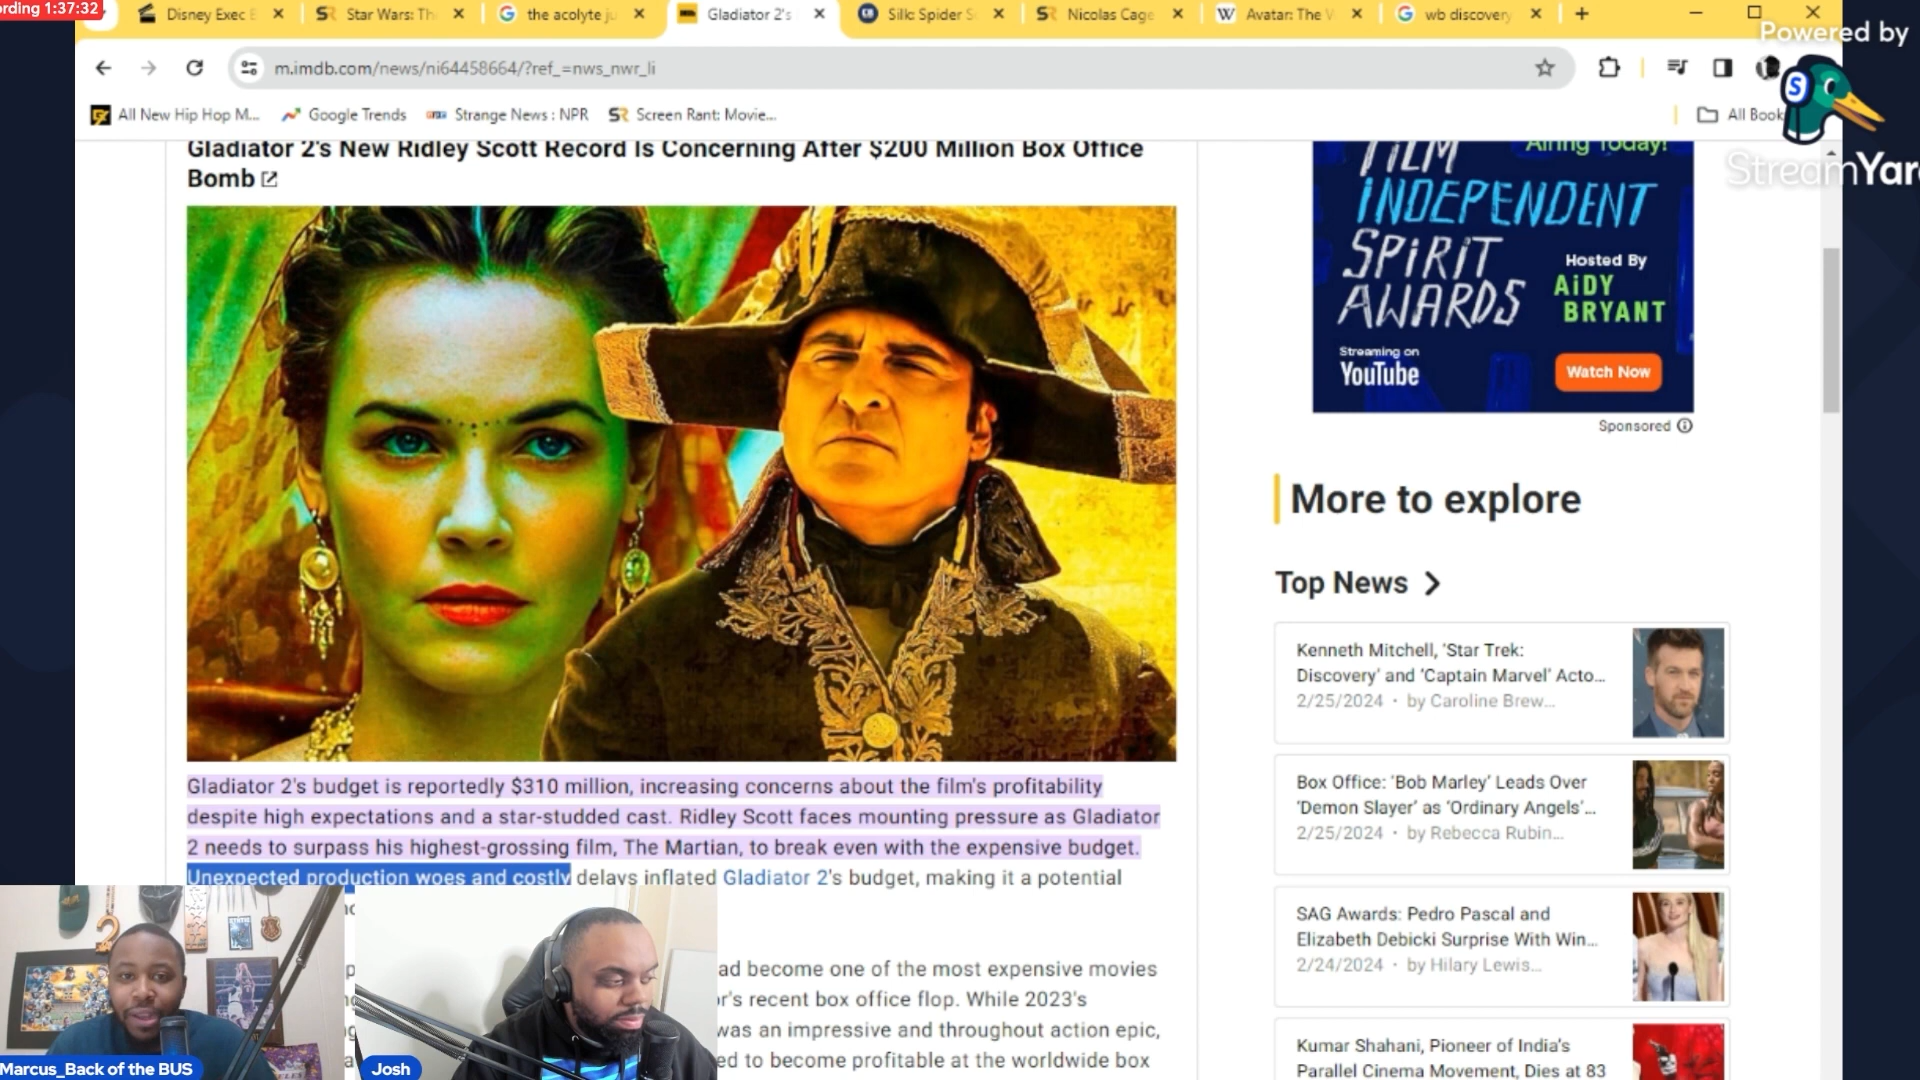 ording 1:37:32
Disney Exec
Star Wars: Th
the acolyte ju
Gladiator 2's
Silk: Spider S
Nicolas Cage
Avatar: The
wb discovery
Powered by
m.imdb.com/news/ni64458664/?ref_=nws_nwr_li
All New Hip Hop M...
Google Trends
Strange News : NPR
Screen Rant: Movie...
All Book
StreamYar
Gladiator 2's New Ridley Scott Record Is Concerning After $200 Million Box Office
Bomb
Airing Today!
FILM
INDEPENDENT
SPIRIT
AWARDS
Hosted By
AIDY
BRYANT
Streaming on
YouTube
Watch Now
Sponsored
More to explore
Top News
Kenneth Mitchell, 'Star Trek:
Discovery' and 'Captain Marvel' Acto...
2/25/2024 · by Caroline Brew...
Box Office: 'Bob Marley' Leads Over
'Demon Slayer' as 'Ordinary Angels'...
2/25/2024 · by Rebecca Rubin...
SAG Awards: Pedro Pascal and
Elizabeth Debicki Surprise With Win...
2/24/2024 · by Hilary Lewis...
Kumar Shahani, Pioneer of India's
Parallel Cinema Movement, Dies at 83
Gladiator 2's budget is reportedly $310 million, increasing concerns about the film's profitability
despite high expectations and a star-studded cast. Ridley Scott faces mounting pressure as Gladiator
2 needs to surpass his highest-grossing film, The Martian, to break even with the expensive budget.
Unexpected production woes and costly delays inflated Gladiator 2's budget, making it a potential
ad become one of the most expensive movies
r's recent box office flop. While 2023's
was an impressive and throughout action epic,
ed to become profitable at the worldwide box
Marcus_Back of the BUS
Josh